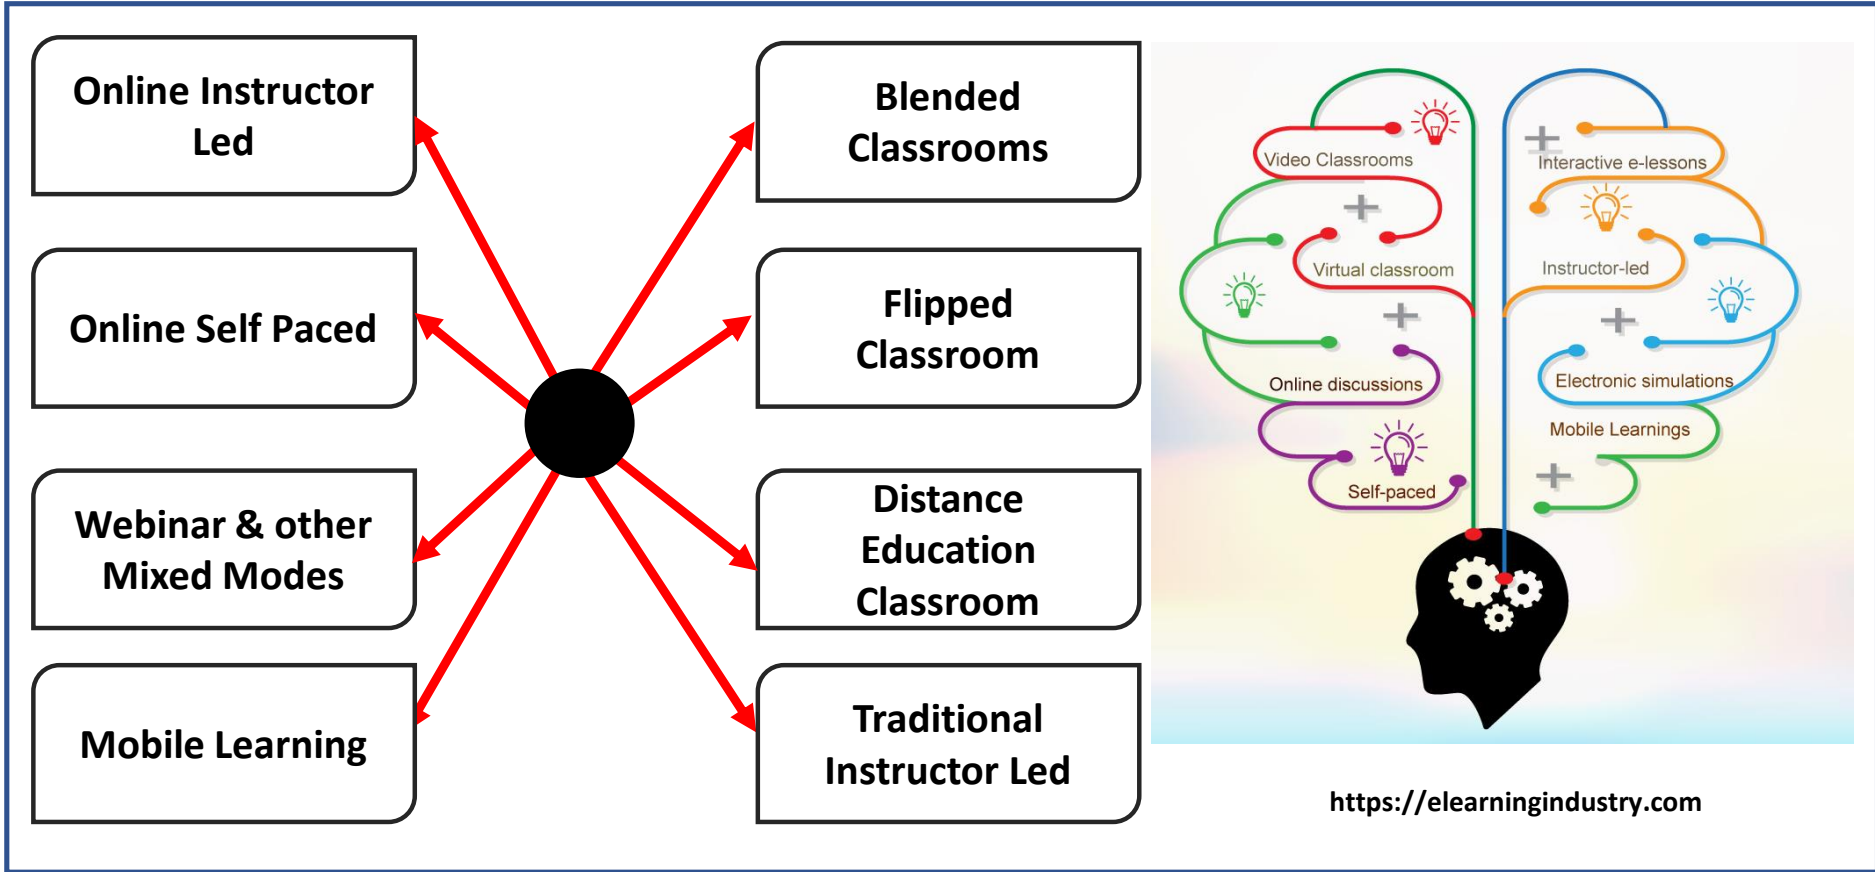 Online Instructor
Led
Online Self Paced
Webinar & other
Mixed Modes
Mobile Learning
Blended
Classrooms
Flipped
Classroom
Distance
Education
Classroom
Traditional
Instructor Led
Video Classrooms
Virtual classroom
Online discussions
Self-paced
Interactive e-lessons
Instructor-led
Electronic simulations
Mobile Learnings
https://elearningindustry.com